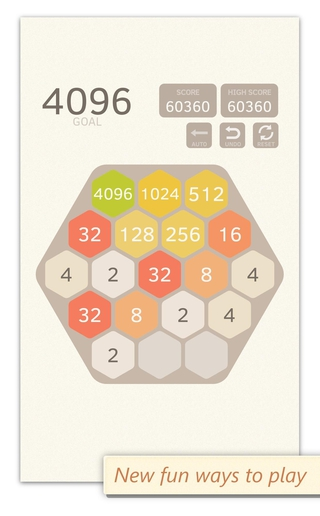 4096
GOAL
SCORE
60360
HIGH SCORE
60360
AUTO
UNDO
RESET
4096 1024 512
32 128 256 16
4 2 32 8 4
32 8 2 4
2
New fun ways to play